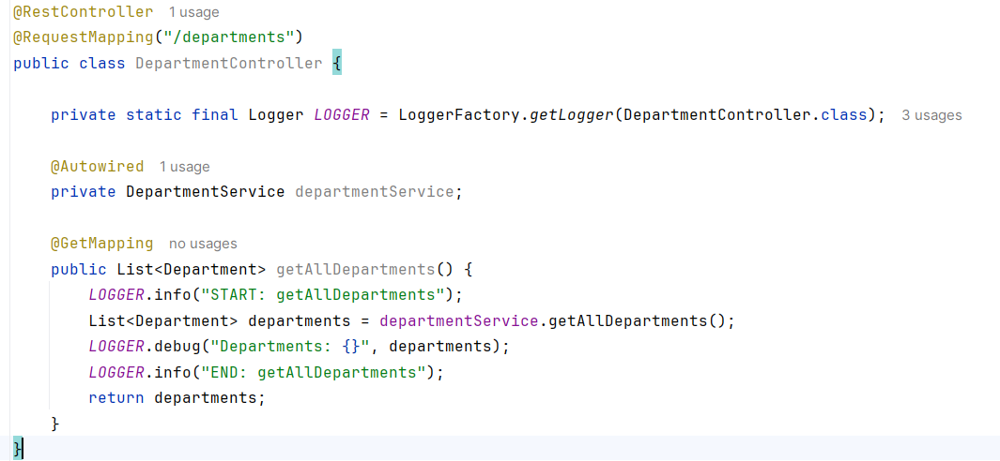 @RestController 1 usage
@RequestMapping("/departments")
public class DepartmentController {
private static final Logger LOGGER = LoggerFactory.getLogger(DepartmentController.class); 3 usages
@Autowired 1 usage
private DepartmentService departmentService;
@GetMapping no usages
public List<Department> getAllDepartments() {
LOGGER.info("START: getAllDepartments");
List<Department> departments = departmentService.getAllDepartments();
LOGGER.debug("Departments: {}", departments);
LOGGER.info("END: getAllDepartments");
return departments;
}
}